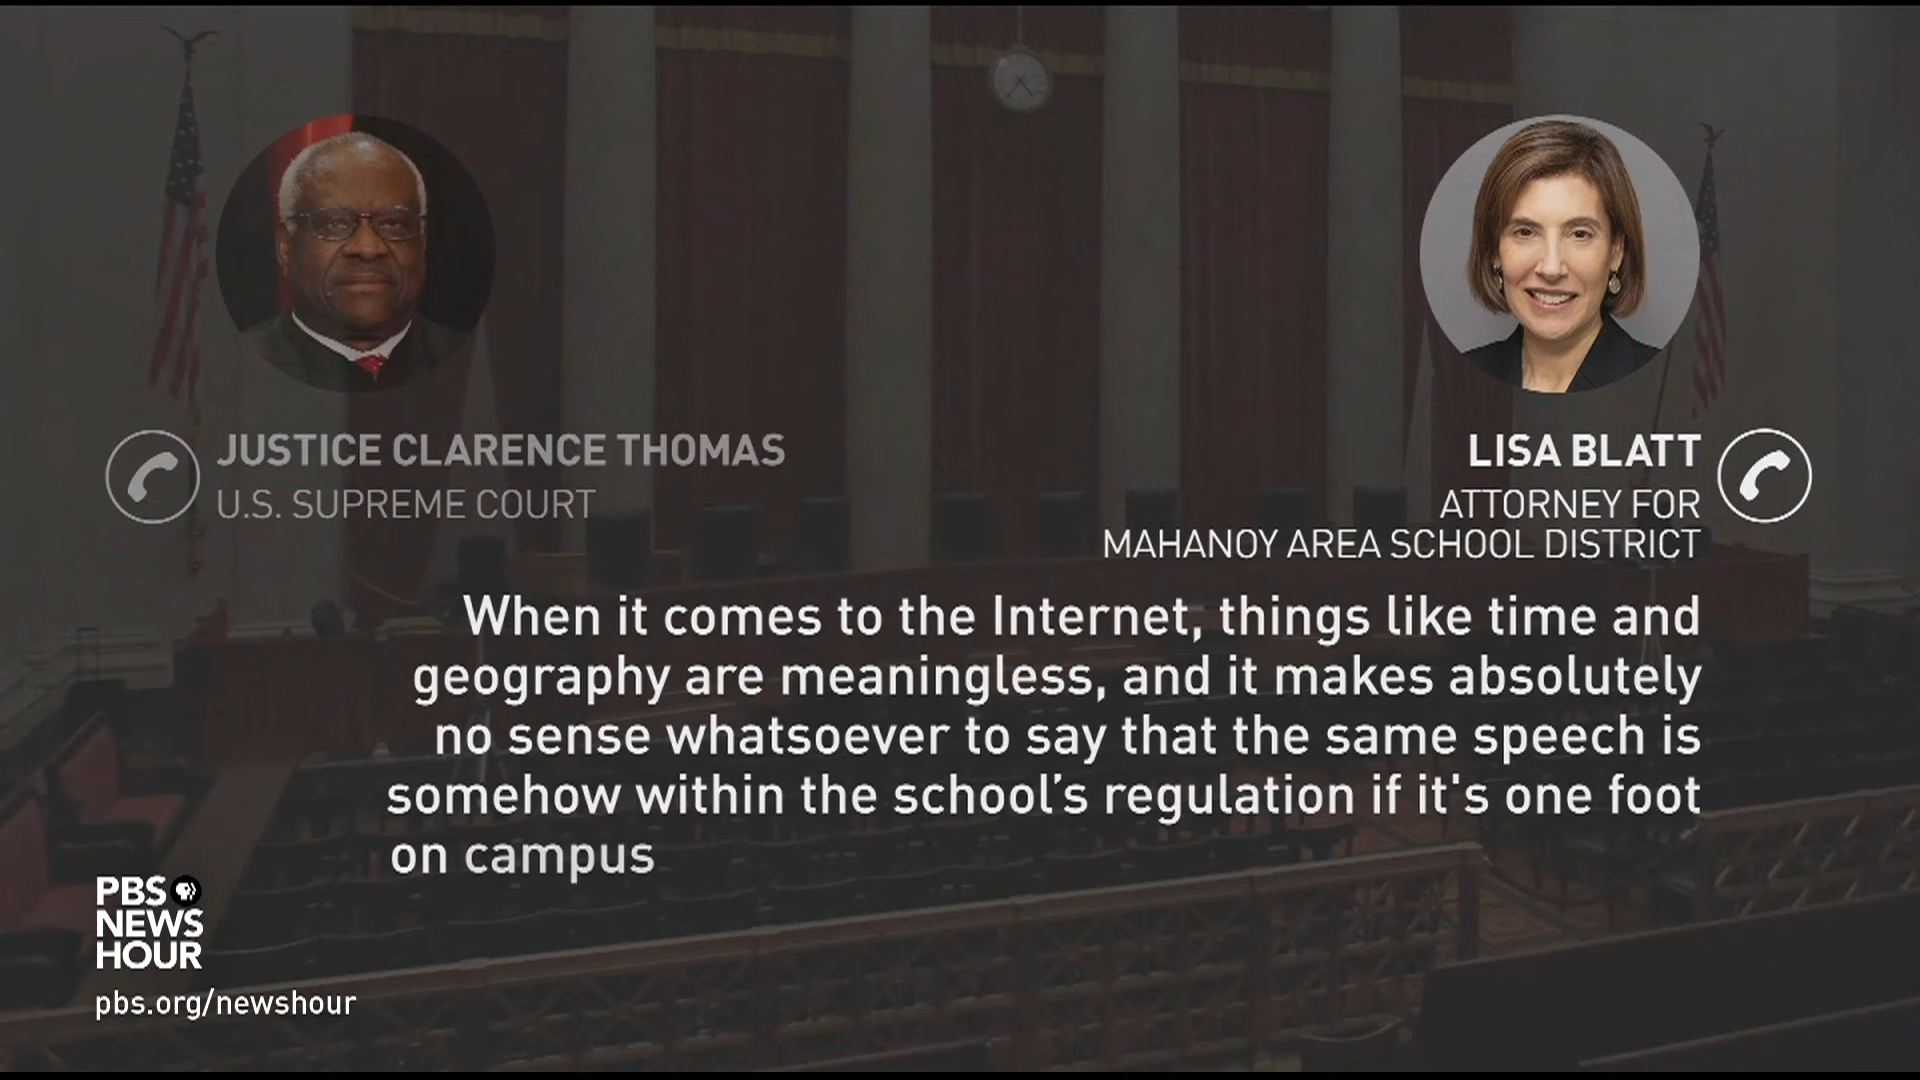 JUSTICE CLARENCE THOMAS
U.S. SUPREME COURT
LISA BLATT
ATTORNEY FOR
MAHANOY AREA SCHOOL DISTRICT
When it comes to the Internet, things like time and
geography are meaningless, and it makes absolutely
no sense whatsoever to say that the same speech is
somehow within the school’s regulation if it's one foot
on campus
PBS
NEWS
HOUR
pbs.org/newshour